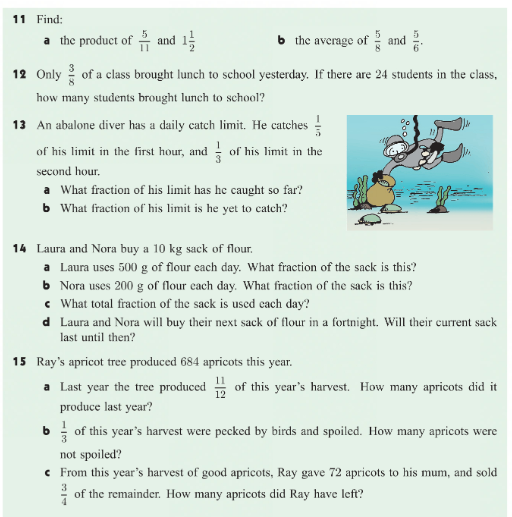 11 Find:
a the product of 5/11 and 1 1/2 b the average of 5/8 and 5/6.
12 Only 3/8 of a class brought lunch to school yesterday. If there are 24 students in the class,
how many students brought lunch to school?
13 An abalone diver has a daily catch limit. He catches 1/5
of his limit in the first hour, and 1/3 of his limit in the
second hour.
a What fraction of his limit has he caught so far?
b What fraction of his limit is he yet to catch?
14 Laura and Nora buy a 10 kg sack of flour.
a Laura uses 500 g of flour each day. What fraction of the sack is this?
b Nora uses 200 g of flour each day. What fraction of the sack is this?
c What total fraction of the sack is used each day?
d Laura and Nora will buy their next sack of flour in a fortnight. Will their current sack
last until then?
15 Ray's apricot tree produced 684 apricots this year.
a Last year the tree produced 11/12 of this year's harvest. How many apricots did it
produce last year?
b 1/3 of this year's harvest were pecked by birds and spoiled. How many apricots were
not spoiled?
c From this year's harvest of good apricots, Ray gave 72 apricots to his mum, and sold
3/4 of the remainder. How many apricots did Ray have left?